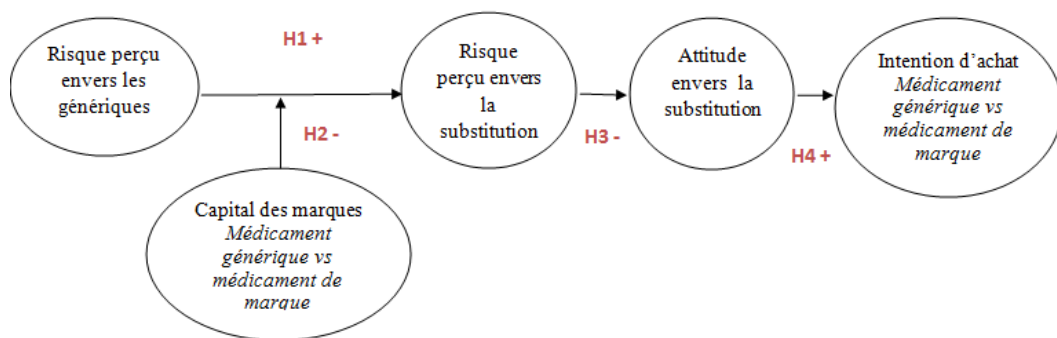 Risque perçu
envers les
génériques
H1 +
Risque
perçu envers
la
substitution
Attitude
envers la
substitution
Intention d'achat
Médicament
générique vs
médicament de
marque
H2 -
H3 -
H4 +
Capital des marques
Médicament
générique vs
médicament de
marque